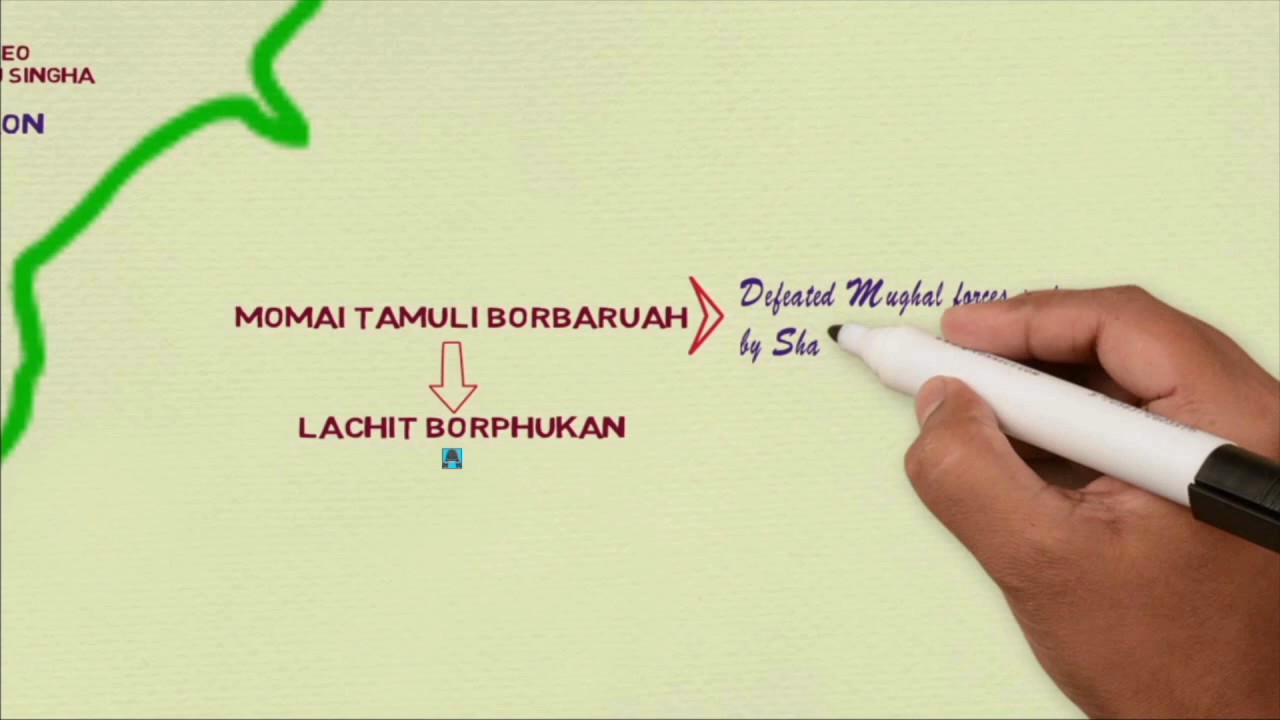 EO
SINGHA
ON
MOMAI TAMULI BORBARUAH
Defeated Mughal forces
by Sha
LACHIT BORPHUKAN